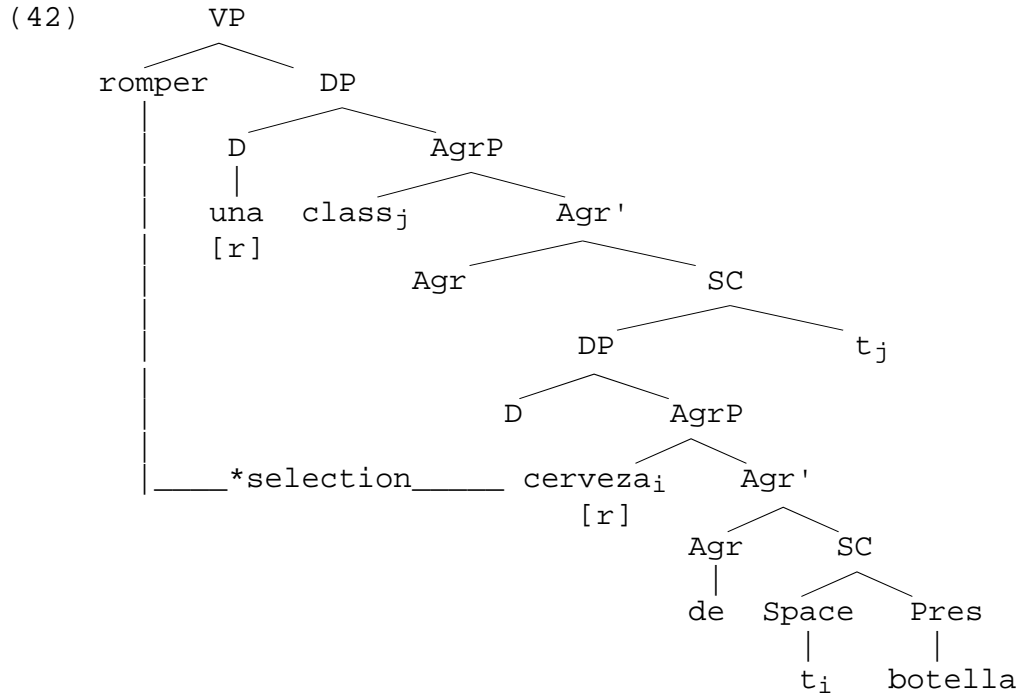 (42) VP
romper DP
D AgrP
una class_j Agr'
[r]
Agr SC
DP t_j
D AgrP
*selection cerveza_i Agr'
[r]
Agr SC
de Space Pres
t_i botella